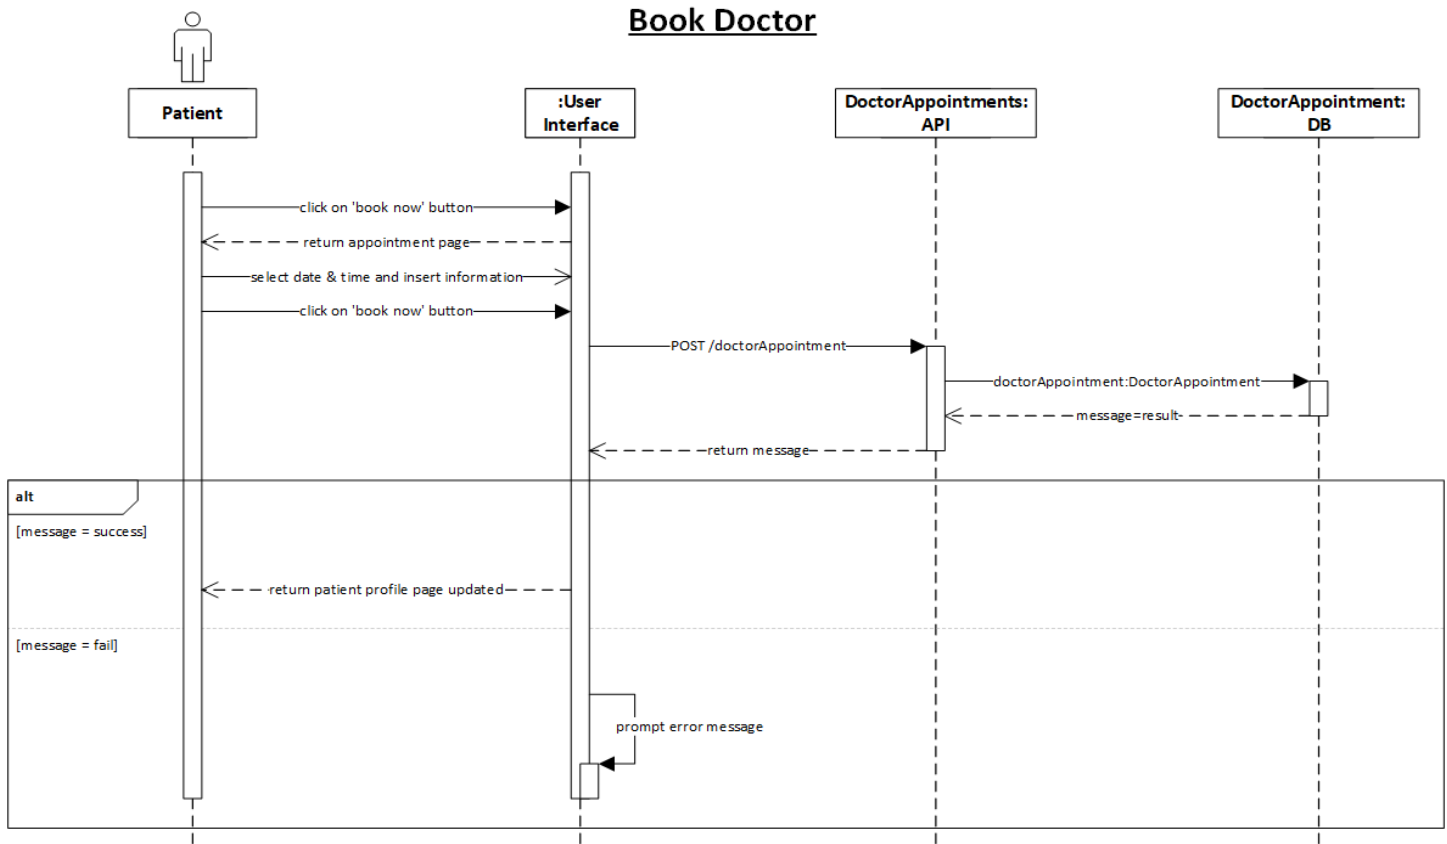 Book Doctor
Patient
:User
Interface
DoctorAppointments:
API
DoctorAppointment:
DB
click on 'book now' button
return appointment page
select date & time and insert information
click on 'book now' button
POST /doctorAppointment
doctorAppointment:DoctorAppointment
message=result
return message
alt
[message = success]
return patient profile page updated
[message = fail]
prompt error message